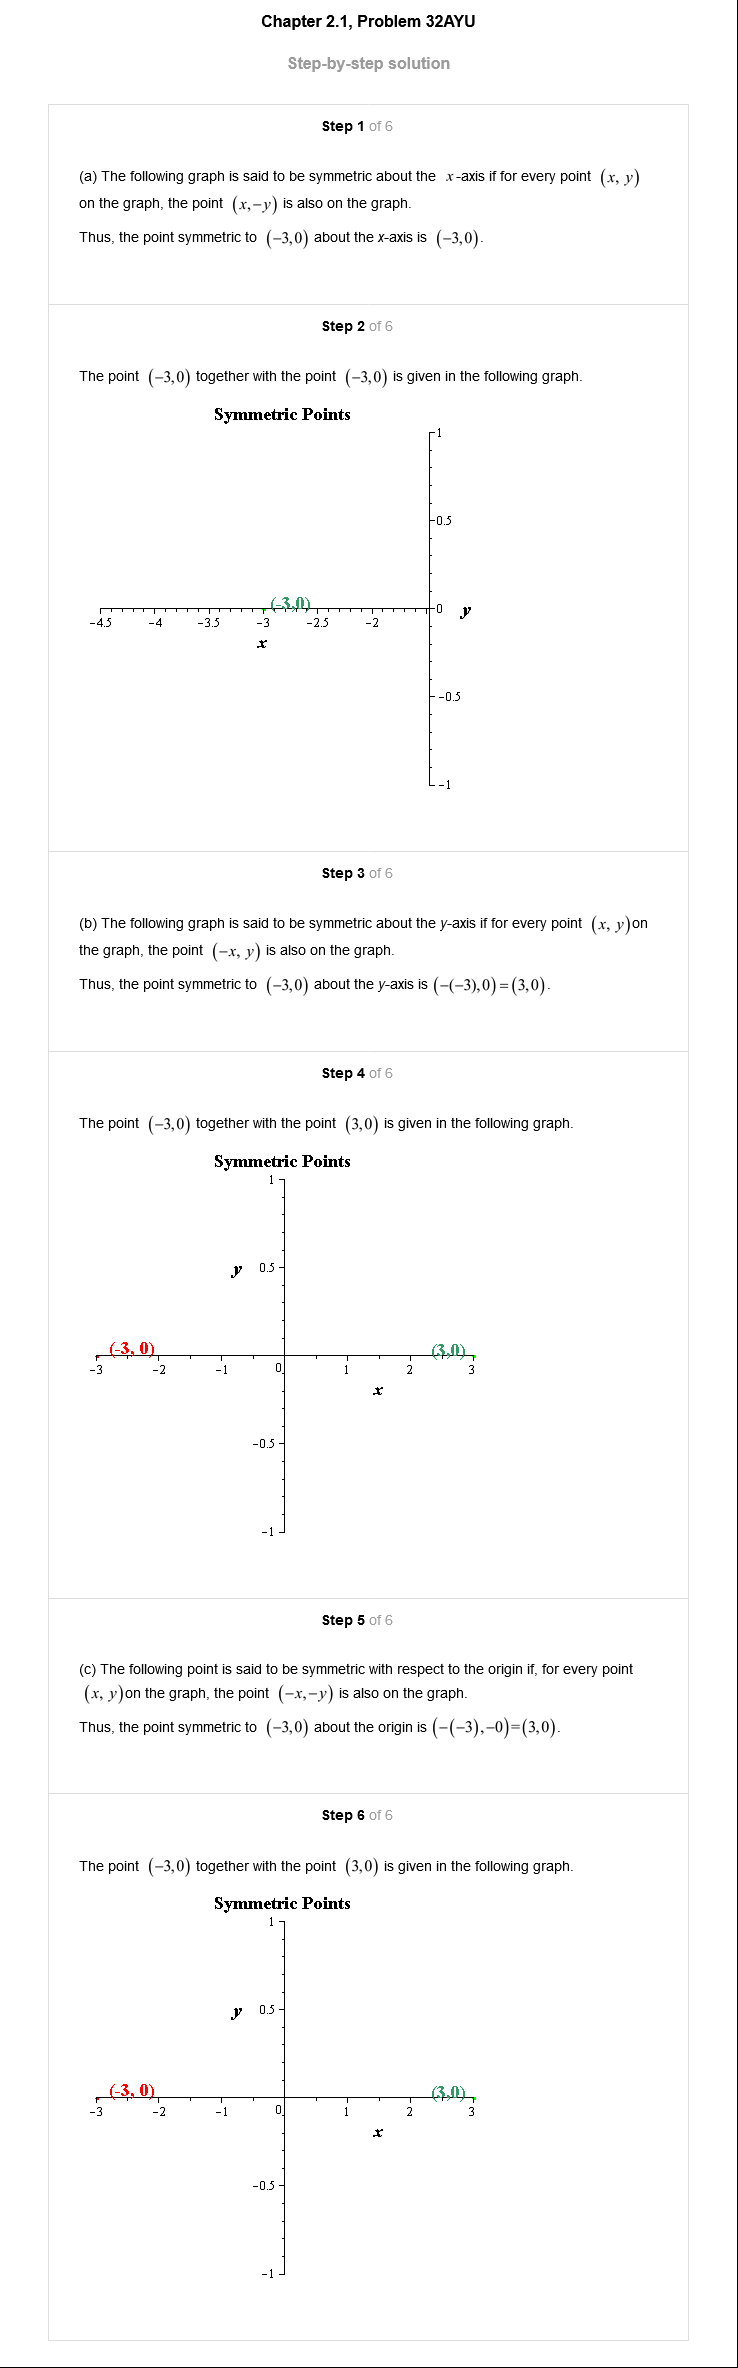 Chapter 2.1, Problem 32AYU
Step-by-step solution
Step 1 of 6
(a) The following graph is said to be symmetric about the x-axis if for every point (x, y)
on the graph, the point (x,−y) is also on the graph.
Thus, the point symmetric to (−3,0) about the x-axis is (−3,0).
Step 2 of 6
The point (−3,0) together with the point (−3,0) is given in the following graph.
Symmetric Points
1
0.5
(-3,0)
0 y
−4.5 −4 −3.5 −3 −2.5 −2
x
−0.5
−1
Step 3 of 6
(b) The following graph is said to be symmetric about the y-axis if for every point (x, y)on
the graph, the point (−x, y) is also on the graph.
Thus, the point symmetric to (−3,0) about the y-axis is (−(−3),0)=(3,0).
Step 4 of 6
The point (−3,0) together with the point (3,0) is given in the following graph.
Symmetric Points
1
y 0.5
(-3, 0) (3,0)
−3 −2 −1 0 1 2 3
x
−0.5
−1
Step 5 of 6
(c) The following point is said to be symmetric with respect to the origin if, for every point
(x, y)on the graph, the point (−x,−y) is also on the graph.
Thus, the point symmetric to (−3,0) about the origin is (−(−3),−0)=(3,0).
Step 6 of 6
The point (−3,0) together with the point (3,0) is given in the following graph.
Symmetric Points
1
y 0.5
(-3, 0) (3,0)
−3 −2 −1 0 1 2 3
x
−0.5
−1